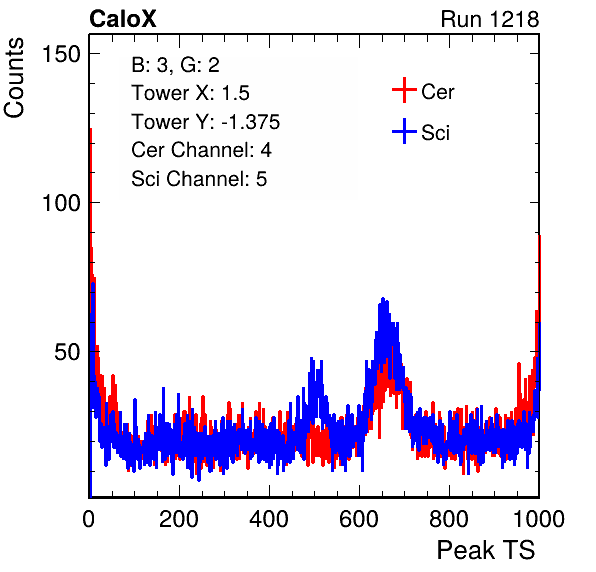 CaloX
Run 1218
Counts
150
100
50
B: 3, G: 2
Tower X: 1.5
Tower Y: -1.375
Cer Channel: 4
Sci Channel: 5
Cer
Sci
0
200
400
600
800
1000
Peak TS